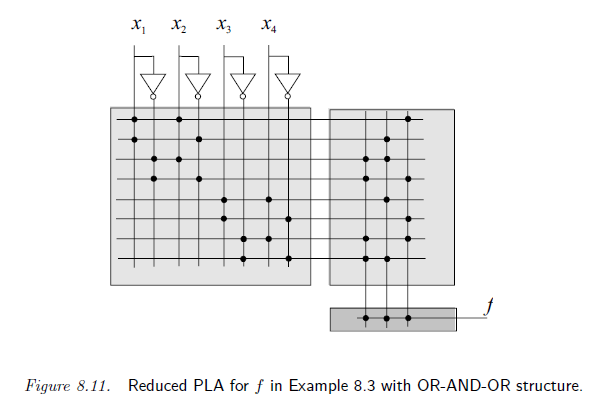 x₁ x₂ x₃ x₄
f
Figure 8.11. Reduced PLA for f in Example 8.3 with OR-AND-OR structure.